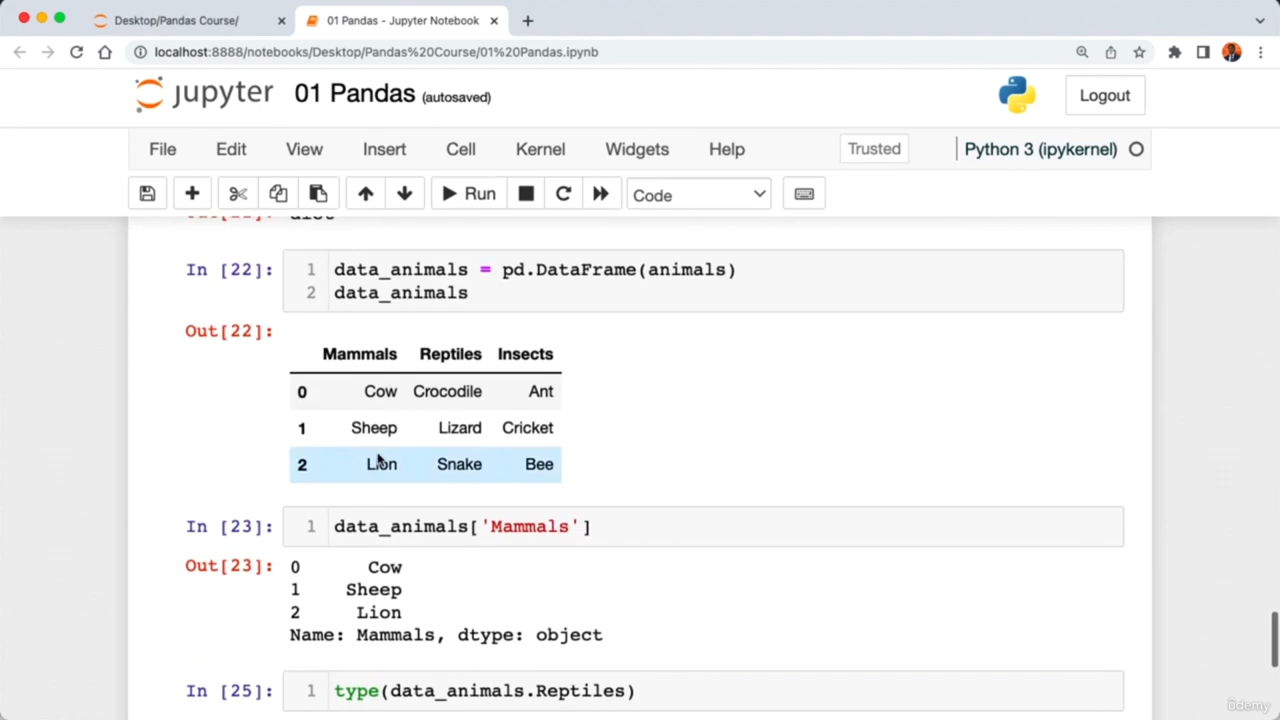 Desktop/Pandas Course/
01 Pandas - Jupyter Notebook
localhost:8888/notebooks/Desktop/Pandas%20Course/01%20Pandas.ipynb
jupyter 01 Pandas (autosaved)
Logout
File Edit View Insert Cell Kernel Widgets Help Trusted Python 3 (ipykernel)
Run Code
In [22]: 1 data_animals = pd.DataFrame(animals)
2 data_animals
Out[22]:
Mammals Reptiles Insects
0 Cow Crocodile Ant
1 Sheep Lizard Cricket
2 Lion Snake Bee
In [23]: 1 data_animals['Mammals']
Out[23]: 0 Cow
1 Sheep
2 Lion
Name: Mammals, dtype: object
In [25]: 1 type(data_animals.Reptiles)
Udemy